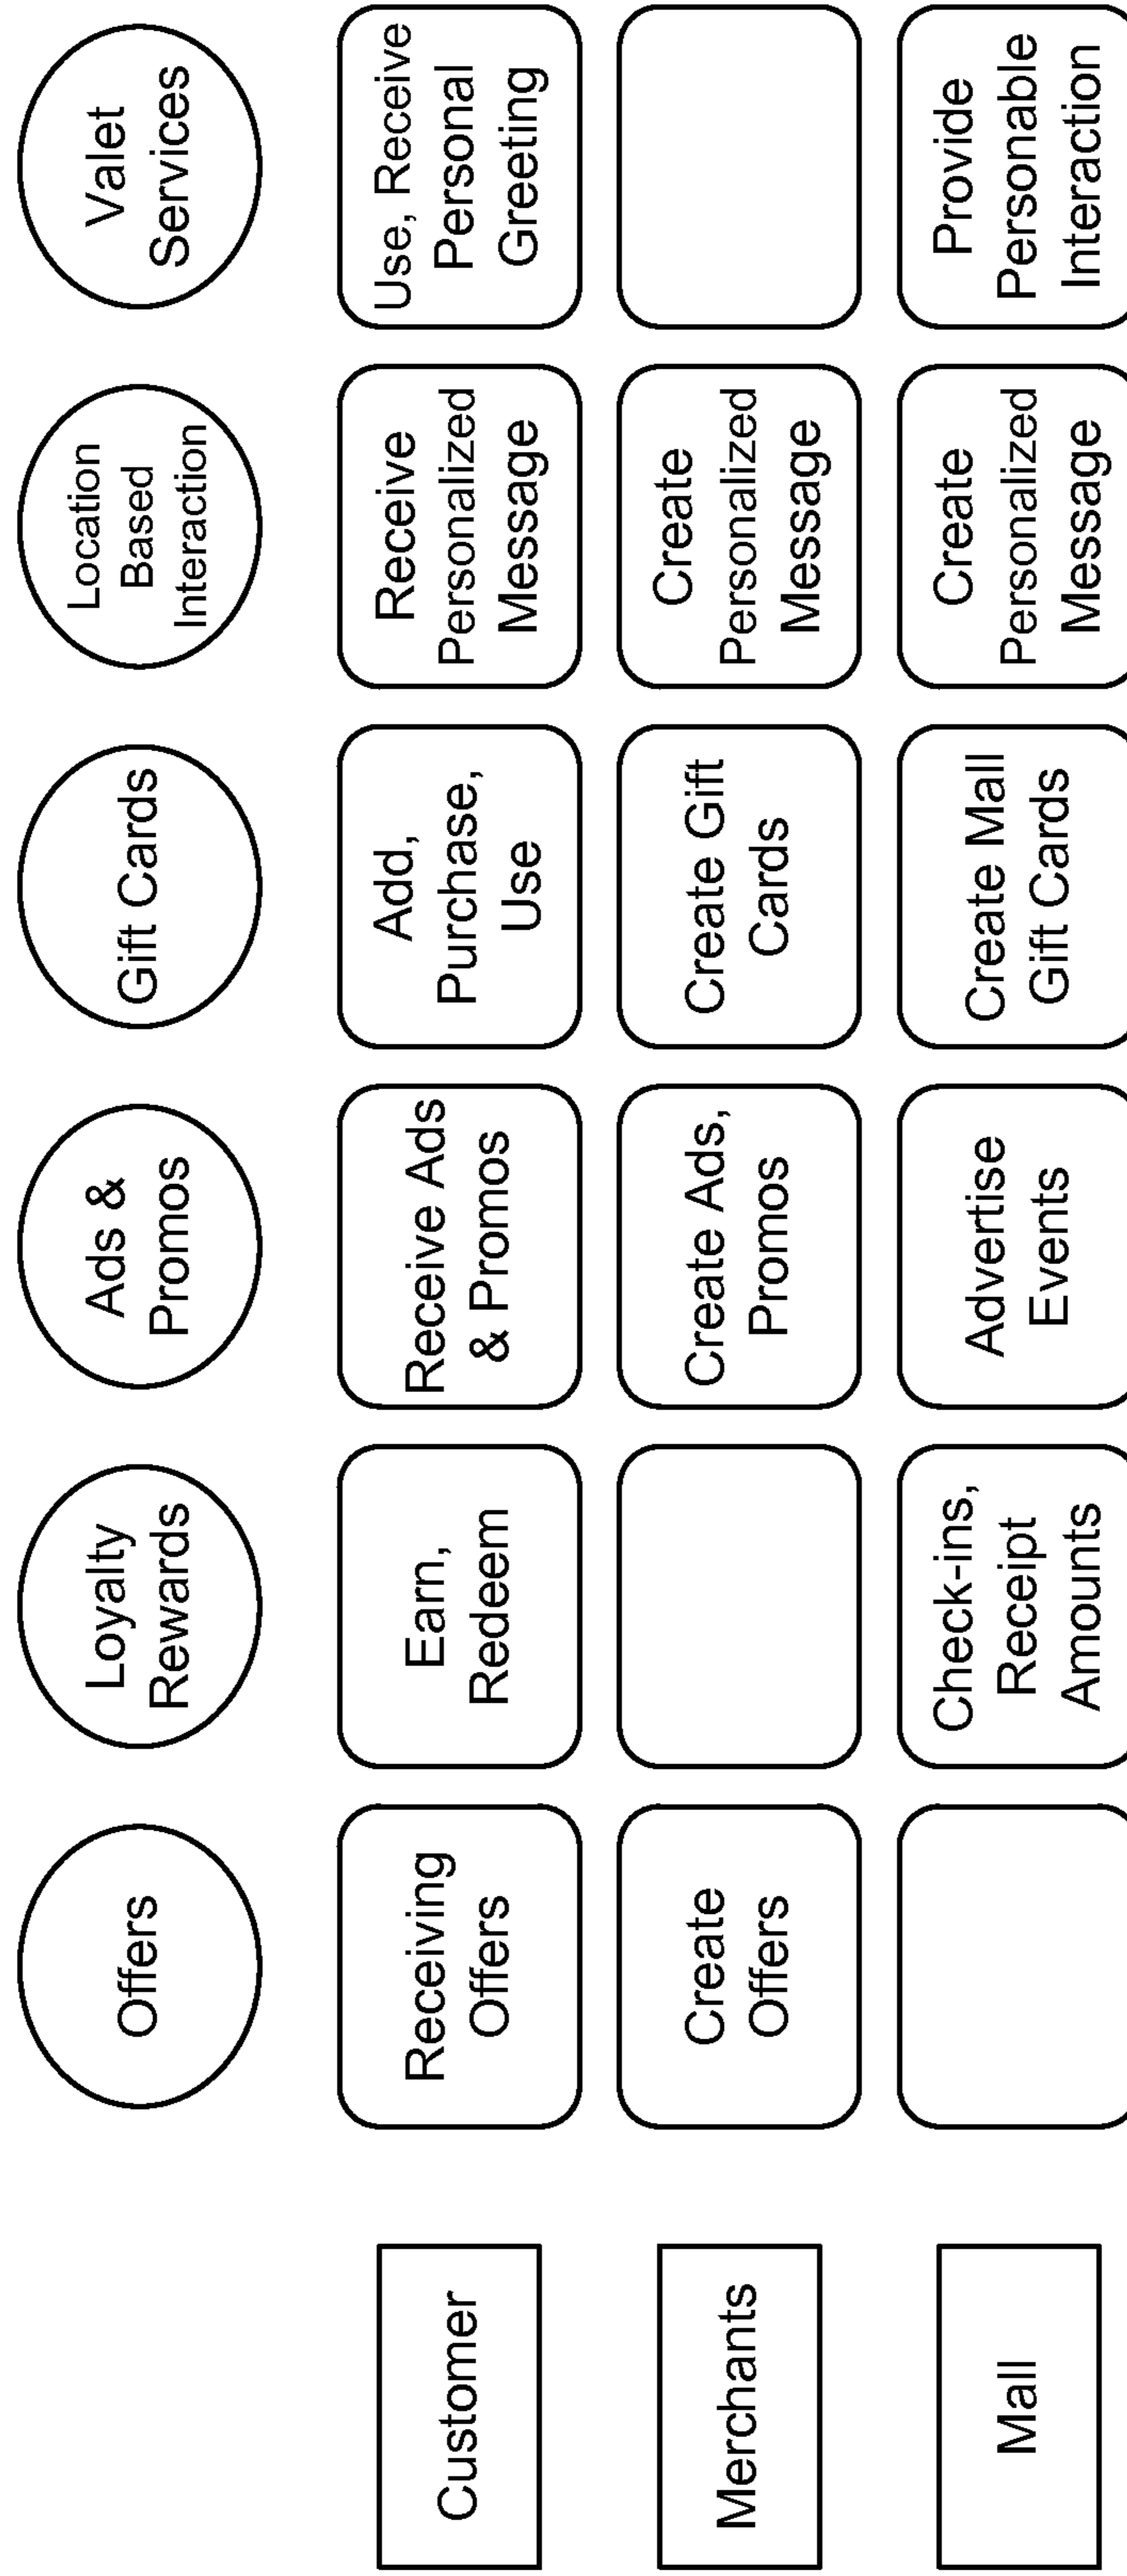 Offers
Loyalty
Rewards
Ads &
Promos
Gift Cards
Location
Based
Interaction
Valet
Services
Customer
Receiving
Offers
Earn,
Redeem
Receive Ads
& Promos
Add,
Purchase,
Use
Receive
Personalized
Message
Use, Receive
Personal
Greeting
Merchants
Create
Offers
Create Ads,
Promos
Create Gift
Cards
Create
Personalized
Message
Mall
Check-ins,
Receipt
Amounts
Advertise
Events
Create Mall
Gift Cards
Create
Personalized
Message
Provide
Personable
Interaction